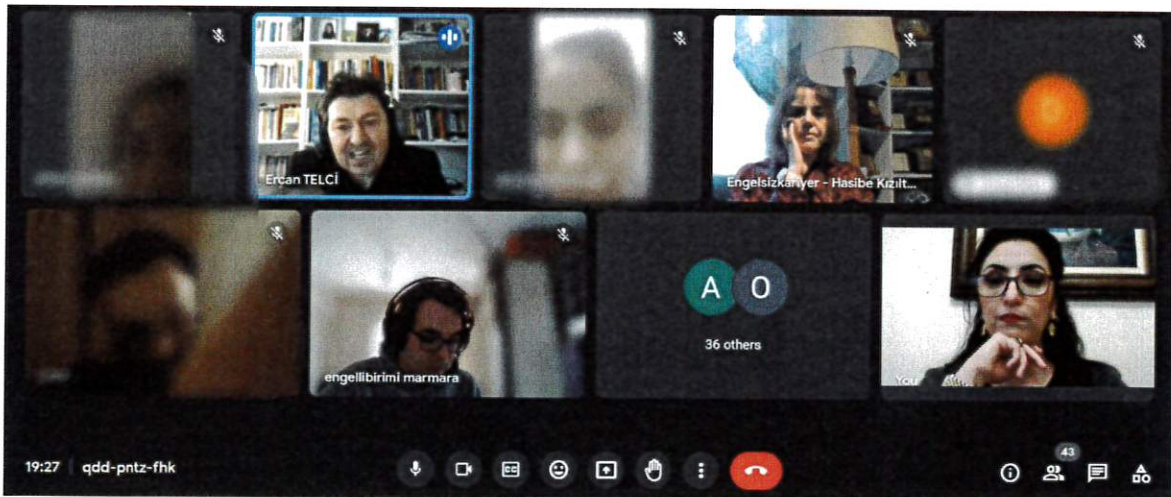 Ercan TELCİ
Engelsizkariyer - Hasibe Kızılt...
engellibirimi marmara
A
O
36 others
You
19:27 | qdd-pntz-fhk
CC
43